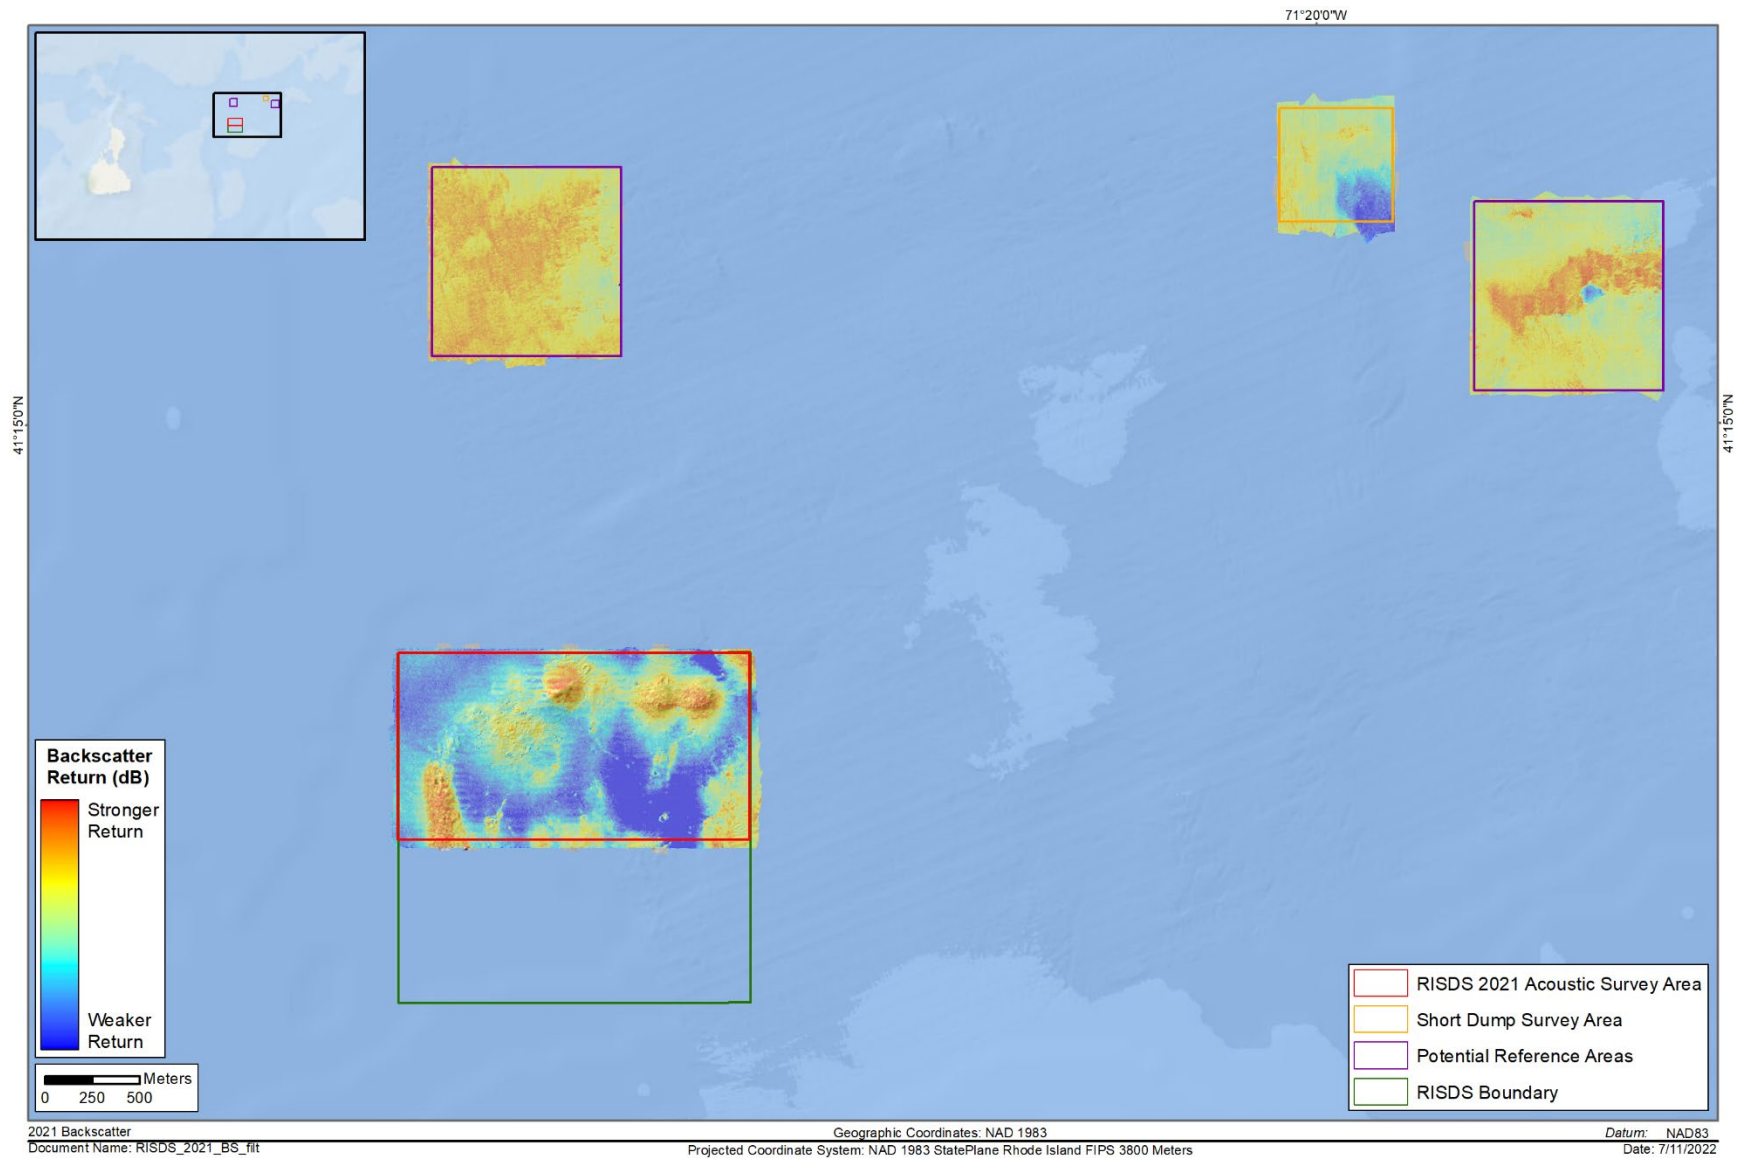 71°20'0"W
41°15'0"N
41°15'0"N
Backscatter
Return (dB)
Stronger
Return
Weaker
Return
Meters
0 250 500
RISDS 2021 Acoustic Survey Area
Short Dump Survey Area
Potential Reference Areas
RISDS Boundary
2021 Backscatter
Geographic Coordinates: NAD 1983
Datum: NAD83
Document Name: RISDS_2021_BS_filt
Projected Coordinate System: NAD 1983 StatePlane Rhode Island FIPS 3800 Meters
Date: 7/11/2022